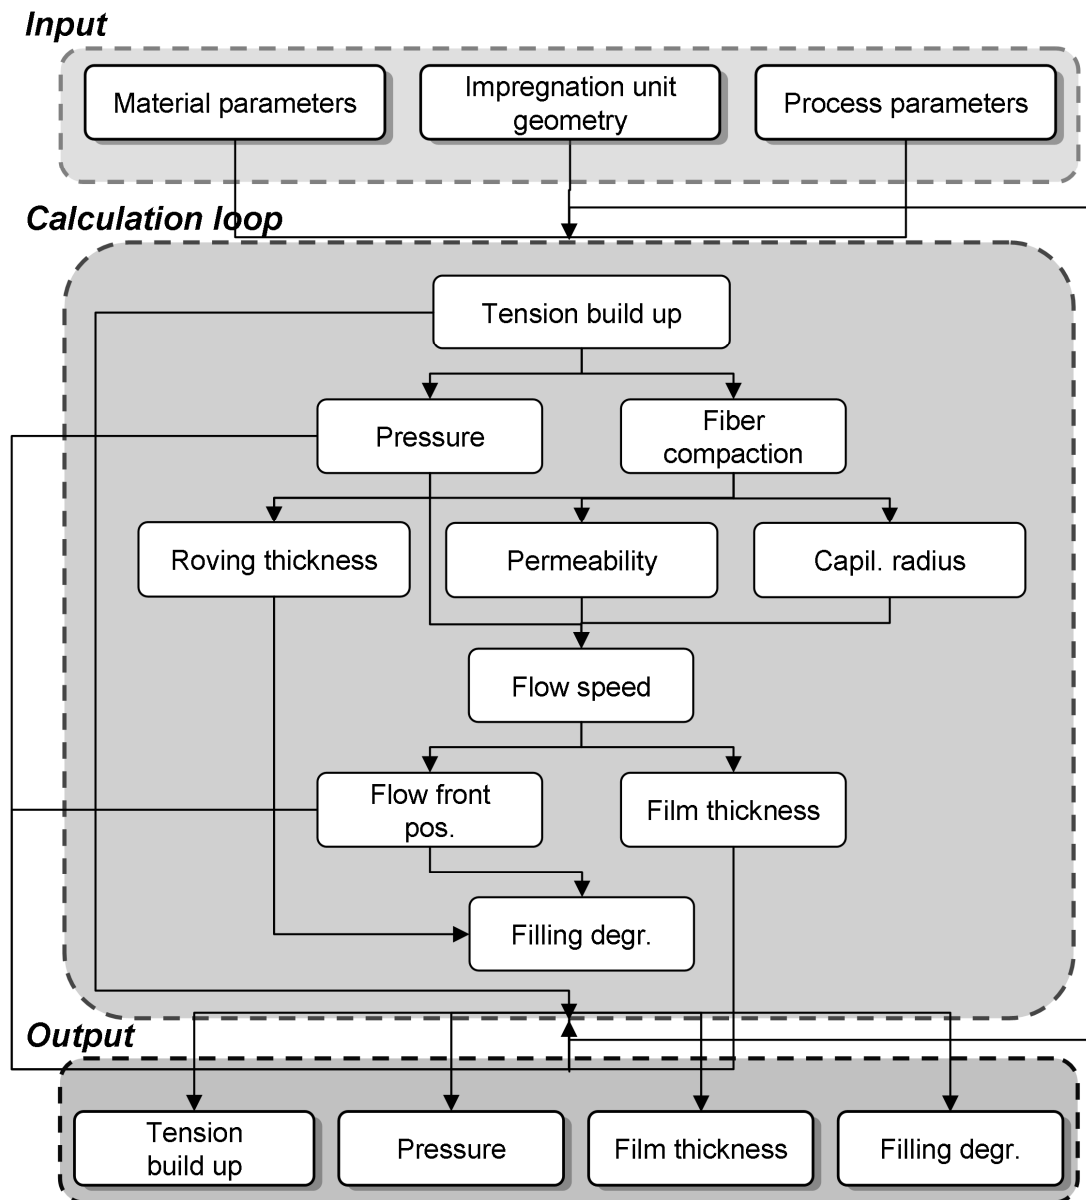 Input
Material parameters
Impregnation unit
geometry
Process parameters
Calculation loop
Tension build up
Pressure
Fiber
compaction
Roving thickness
Permeability
Capil. radius
Flow speed
Flow front
pos.
Film thickness
Filling degr.
Output
Tension
build up
Pressure
Film thickness
Filling degr.